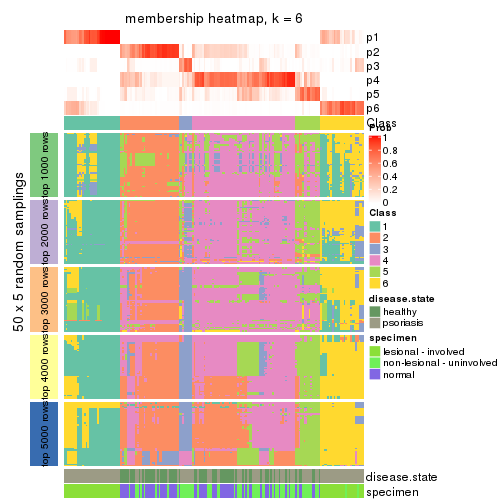 membership heatmap, k = 6
p1
p2
p3
p4
p5
p6
Class
Prob
1
0.8
0.6
0.4
0.2
0
Class
1
2
3
4
5
6
disease.state
healthy
psoriasis
specimen
lesional - involved
non-lesional - uninvolved
normal
50 x 5 random samplings
top 1000 rows
top 2000 rows
top 3000 rows
top 4000 rows
top 5000 rows
disease.state
specimen